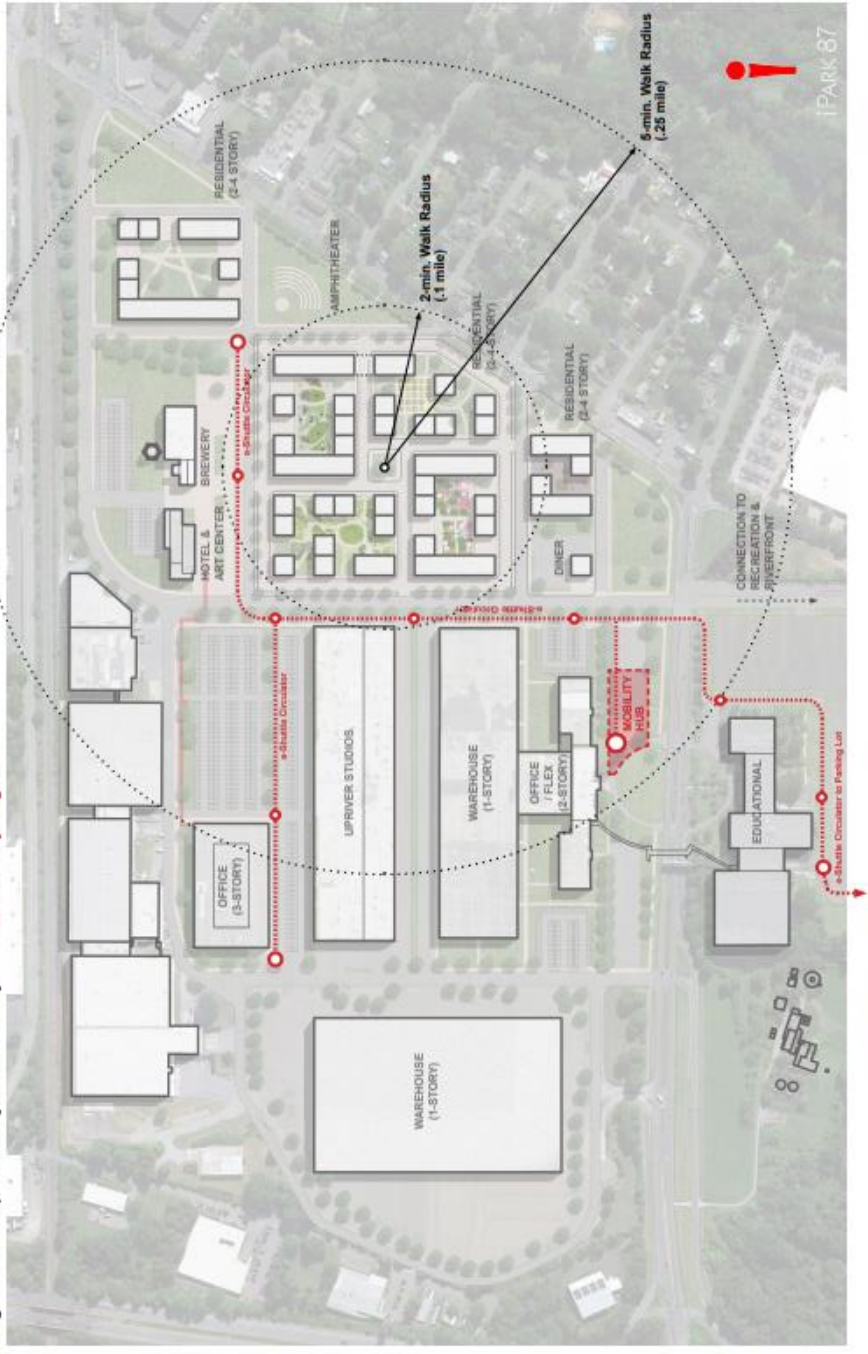 RESIDENTIAL
(2-4 STORY)
AMPHITHEATER
2-min. Walk Radius
(.1 mile)
5-min. Walk Radius
(.25 mile)
iPARK 87
BREWERY
HOTEL &
ART CENTER
e-Shuttle Circulator
RESIDENTIAL
(2-4-STORY)
RESIDENTIAL
(2-4 STORY)
DINER
CONNECTION TO
RECREATION &
RIVERFRONT
e-Shuttle Circulator
e-Shuttle Circulator
UPRIVER STUDIOS
WAREHOUSE
(1-STORY)
OFFICE
/ FLEX
(2-STORY)
MOBILITY
HUB
EDUCATIONAL
e-Shuttle Circulator to Parking Lot
OFFICE
(3-STORY)
WAREHOUSE
(1-STORY)